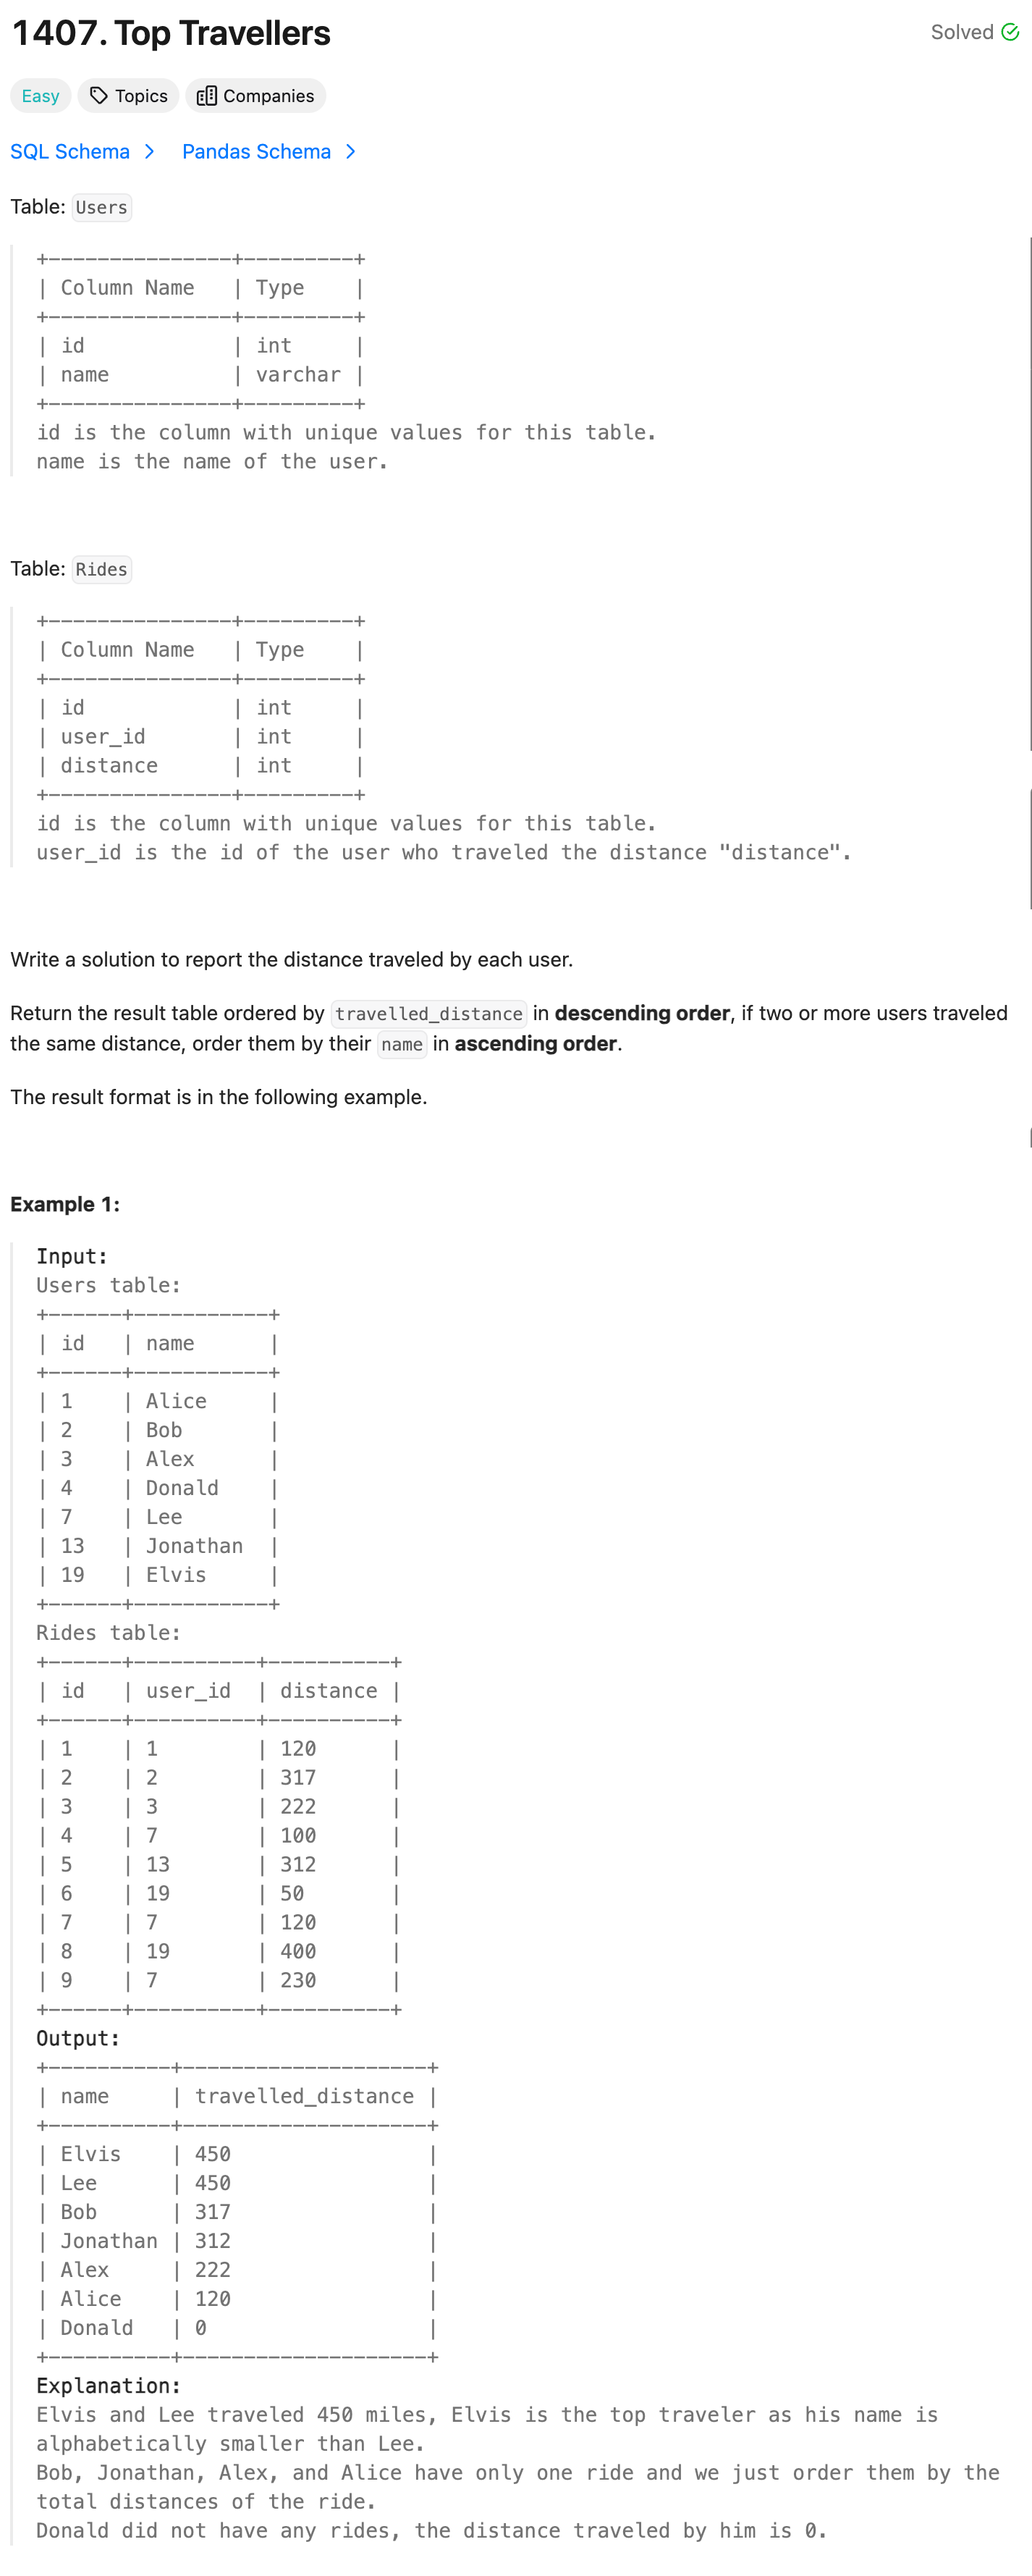 1407. Top Travellers
Solved
Easy
Topics
Companies
SQL Schema >
Pandas Schema >
Table: Users
+---------------+---------+
| Column Name   | Type    |
+---------------+---------+
| id            | int     |
| name          | varchar |
+---------------+---------+
id is the column with unique values for this table.
name is the name of the user.
Table: Rides
+---------------+---------+
| Column Name   | Type    |
+---------------+---------+
| id            | int     |
| user_id       | int     |
| distance      | int     |
+---------------+---------+
id is the column with unique values for this table.
user_id is the id of the user who traveled the distance "distance".
Write a solution to report the distance traveled by each user.
Return the result table ordered by travelled_distance in descending order, if two or more users traveled
the same distance, order them by their name in ascending order.
The result format is in the following example.
Example 1:
Input:
Users table:
+------+-----------+
| id   | name      |
+------+-----------+
| 1    | Alice     |
| 2    | Bob       |
| 3    | Alex      |
| 4    | Donald    |
| 7    | Lee       |
| 13   | Jonathan  |
| 19   | Elvis     |
+------+-----------+
Rides table:
+------+----------+----------+
| id   | user_id  | distance |
+------+----------+----------+
| 1    | 1        | 120      |
| 2    | 2        | 317      |
| 3    | 3        | 222      |
| 4    | 7        | 100      |
| 5    | 13       | 312      |
| 6    | 19       | 50       |
| 7    | 7        | 120      |
| 8    | 19       | 400      |
| 9    | 7        | 230      |
+------+----------+----------+
Output:
+----------+--------------------+
| name     | travelled_distance |
+----------+--------------------+
| Elvis    | 450                |
| Lee      | 450                |
| Bob      | 317                |
| Jonathan | 312                |
| Alex     | 222                |
| Alice    | 120                |
| Donald   | 0                  |
+----------+--------------------+
Explanation:
Elvis and Lee traveled 450 miles, Elvis is the top traveler as his name is
alphabetically smaller than Lee.
Bob, Jonathan, Alex, and Alice have only one ride and we just order them by the
total distances of the ride.
Donald did not have any rides, the distance traveled by him is 0.